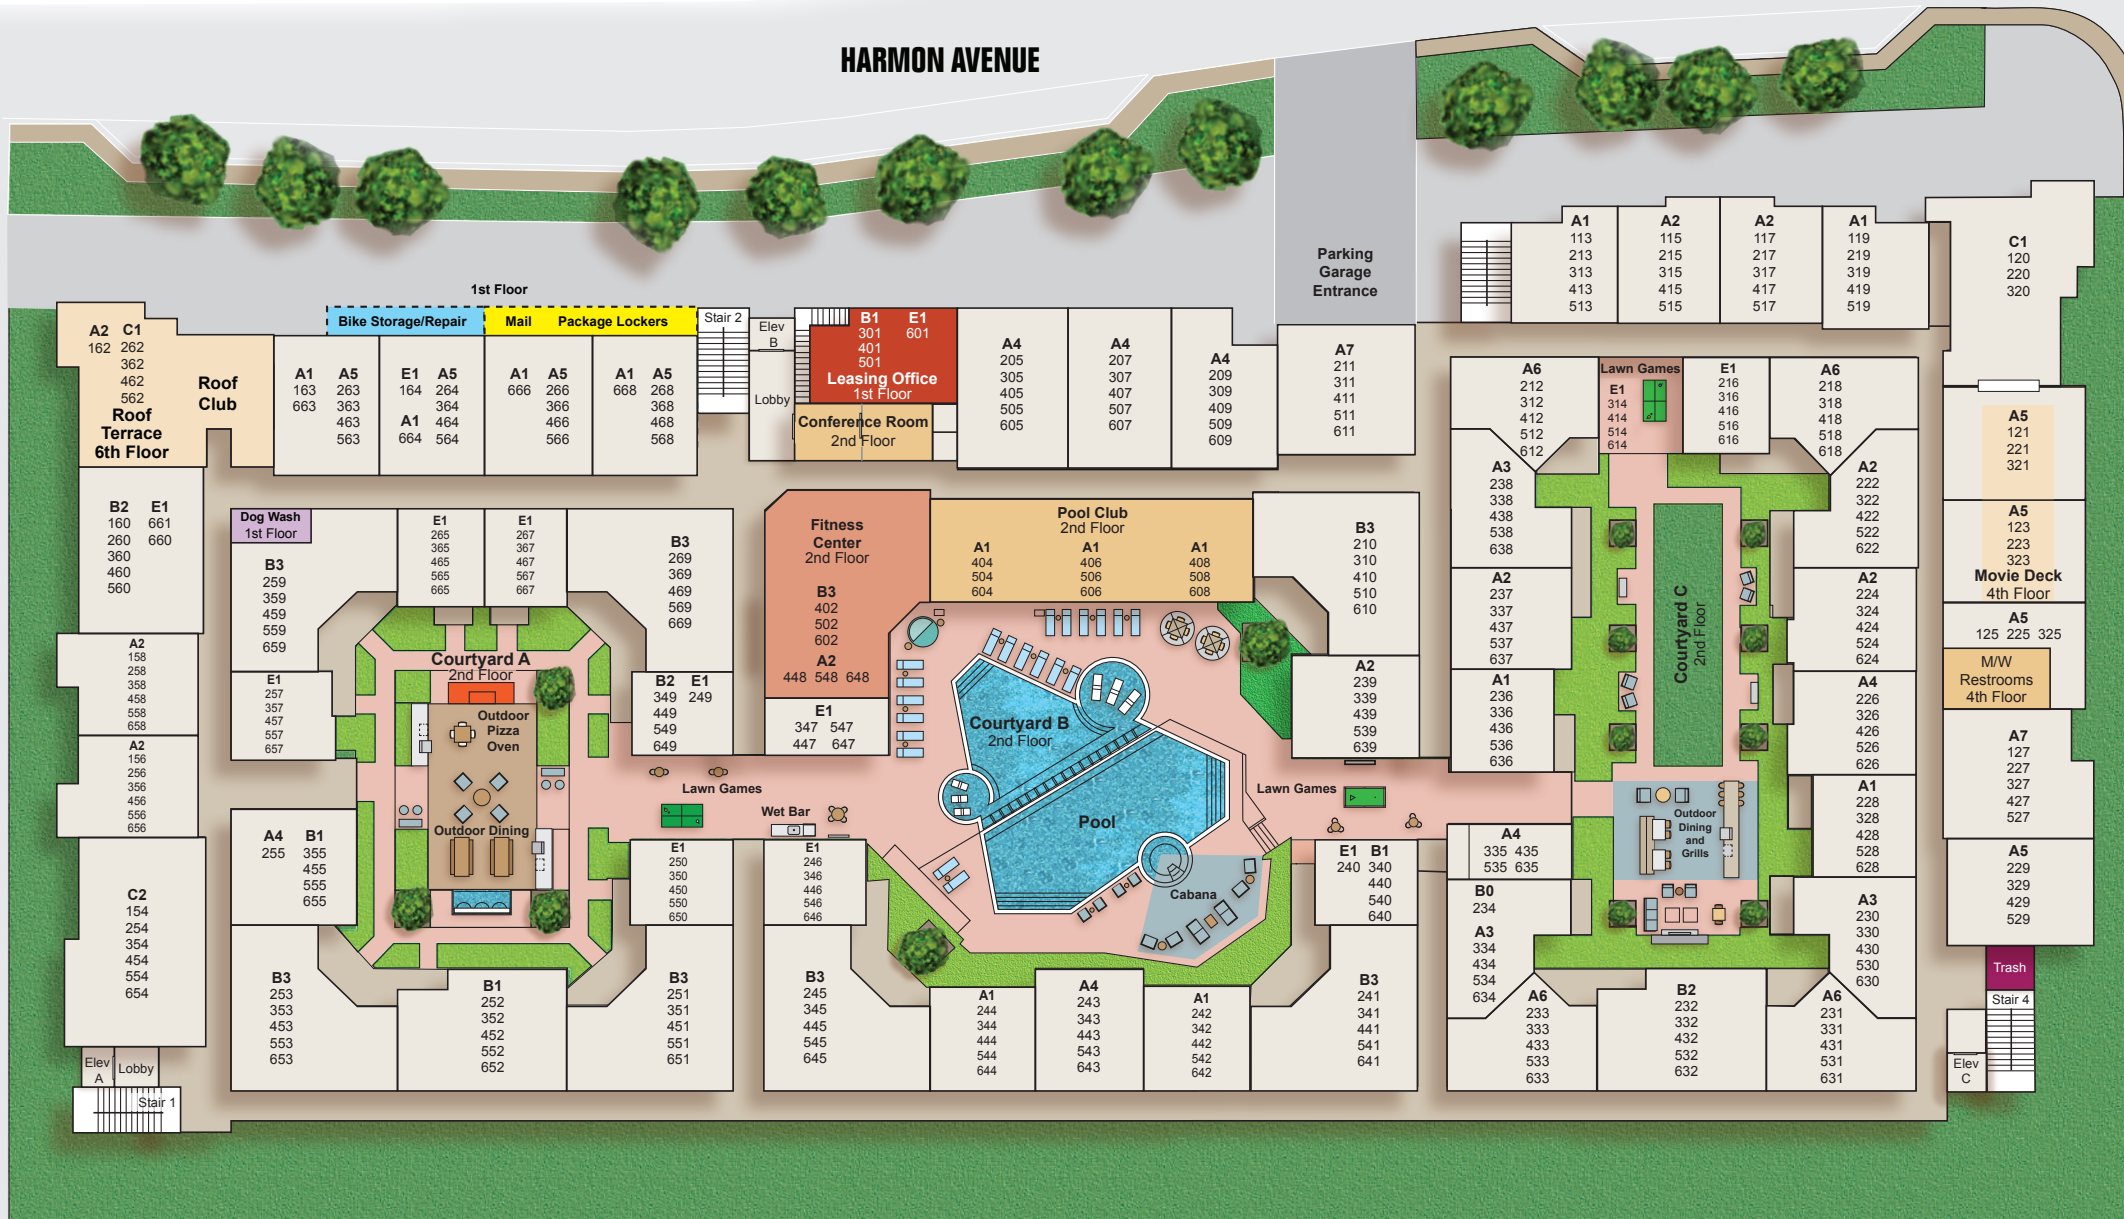 HARMON AVENUE
1st Floor
Bike Storage/Repair
Mail
Package Lockers
Stair 2
Elev
B
Lobby
A2 C1
162 262
362
462
562
Roof
Terrace
6th Floor
Roof
Club
A1 A5
163 263
663 363
463
563
E1 A5
164 264
364
A1 464
664 564
A1 A5
666 266
366
466
566
A1 A5
668 268
368
468
568
B1 E1
301 601
401
501
Leasing Office
1st Floor
Conference Room
2nd Floor
A4
205
305
405
505
605
A4
207
307
407
507
607
A4
209
309
409
509
609
Parking
Garage
Entrance
A7
211
311
411
511
611
A1
113
213
313
413
513
A2
115
215
315
415
515
A2
117
217
317
417
517
A1
119
219
319
419
519
C1
120
220
320
A6
212
312
412
512
612
Lawn Games
E1
314
414
514
614
E1
216
316
416
516
616
A6
218
318
418
518
618
A5
121
221
321
A5
123
223
323
Movie Deck
4th Floor
A5
125 225 325
M/W
Restrooms
4th Floor
A7
127
227
327
427
527
A5
229
329
429
529
Trash
Stair 4
Elev
C
B2 E1
160 661
260 660
360
460
560
A2
158
258
358
458
558
658
A2
156
256
356
456
556
656
C2
154
254
354
454
554
654
Elev
A
Lobby
Stair 1
Dog Wash
1st Floor
B3
259
359
459
559
659
E1
265
365
465
565
665
E1
267
367
467
567
667
B3
269
369
469
569
669
E1
257
357
457
557
657
Courtyard A
2nd Floor
Outdoor
Pizza
Oven
Outdoor Dining
B2 E1
349 249
449
549
649
A4 B1
255 355
455
555
655
E1
250
350
450
550
650
B3
253
353
453
553
653
B1
252
352
452
552
652
B3
251
351
451
551
651
Fitness
Center
2nd Floor
B3
402
502
602
A2
448 548 648
E1
347 547
447 647
Pool Club
2nd Floor
A1
404
504
604
A1
406
506
606
A1
408
508
608
B3
210
310
410
510
610
A2
239
339
439
539
639
Courtyard B
2nd Floor
Pool
Lawn Games
Wet Bar
Lawn Games
Cabana
E1
246
346
446
546
646
B3
245
345
445
545
645
A1
244
344
444
544
644
A4
243
343
443
543
643
A1
242
342
442
542
642
E1 B1
240 340
440
540
640
B3
241
341
441
541
641
A3
238
338
438
538
638
A2
237
337
437
537
637
A1
236
336
436
536
636
A4
335 435
535 635
B0
234
A3
334
434
534
634
A6
233
333
433
533
633
B2
232
332
432
532
632
A6
231
331
431
531
631
Courtyard C
2nd Floor
Outdoor
Dining
and
Grills
A2
222
322
422
522
622
A2
224
324
424
524
624
A4
226
326
426
526
626
A1
228
328
428
528
628
A3
230
330
430
530
630